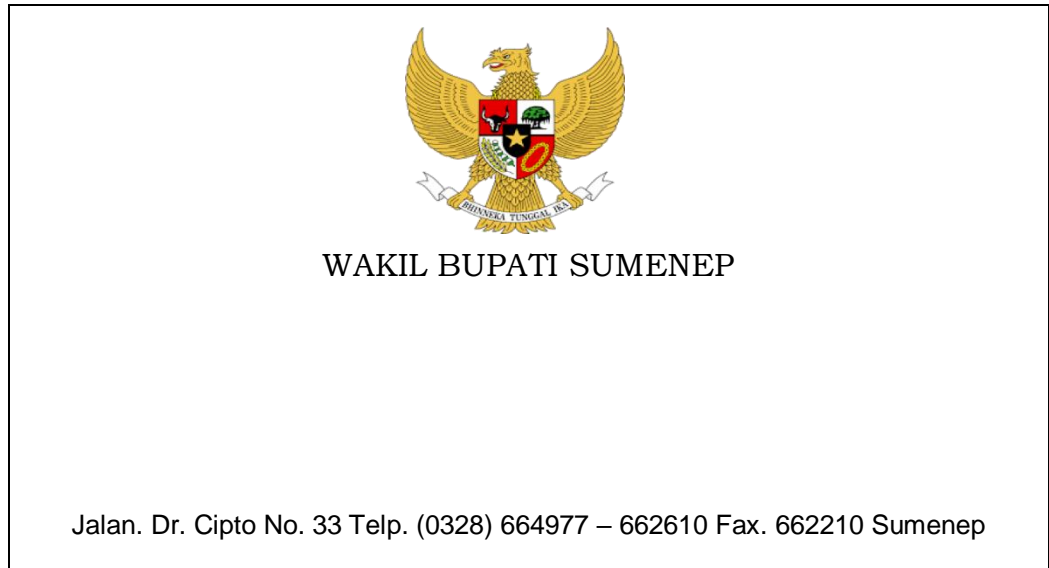 BHINNEKA TUNGGAL IKA
WAKIL BUPATI SUMENEP
Jalan. Dr. Cipto No. 33 Telp. (0328) 664977 – 662610 Fax. 662210 Sumenep